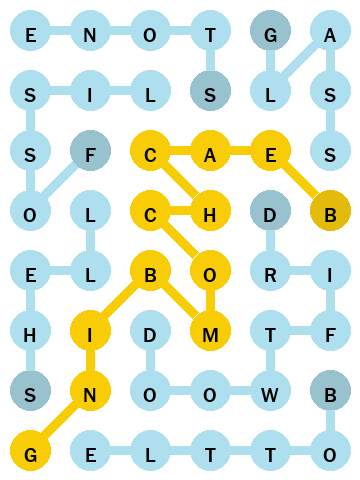 E N O T G A
S I L S L S
S F C A E S
O L C H D B
E L B O R I
H I D M T F
S N O O W B
G E L T T O